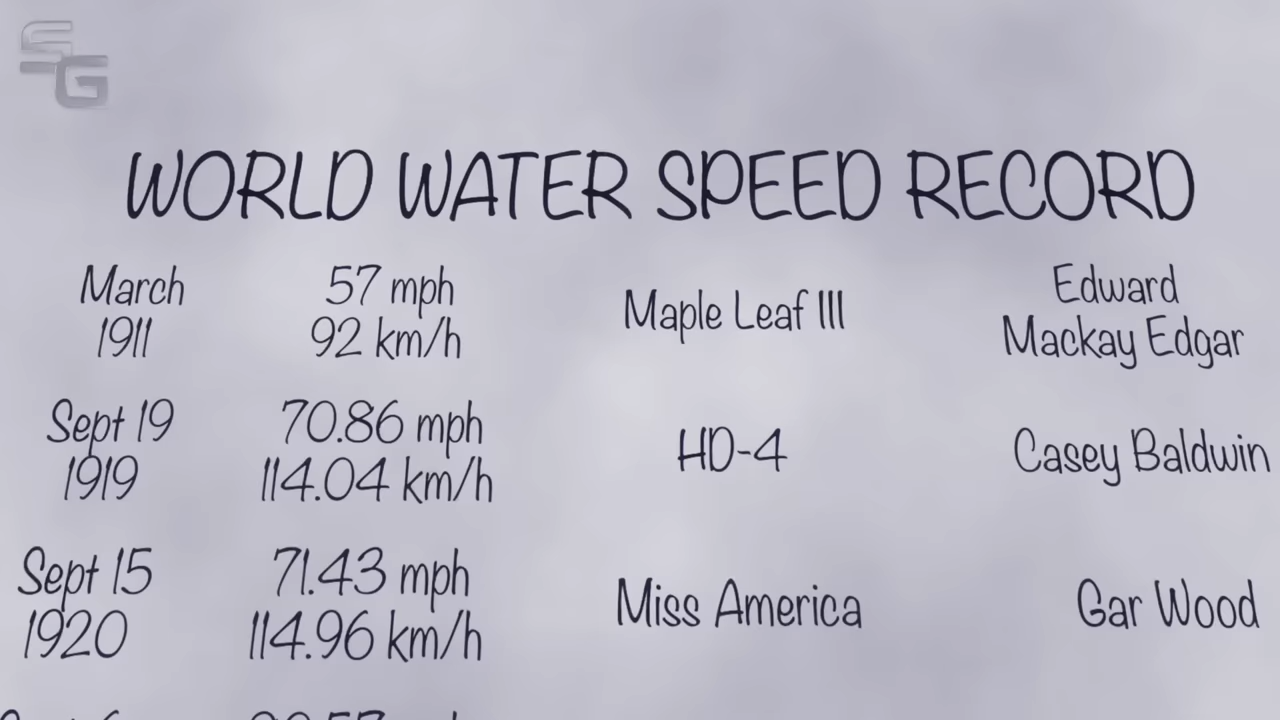 SG
WORLD WATER SPEED RECORD
March 1911
57 mph
92 km/h
Maple Leaf III
Edward Mackay Edgar
Sept 19 1919
70.86 mph
114.04 km/h
HD-4
Casey Baldwin
Sept 15 1920
71.43 mph
114.96 km/h
Miss America
Gar Wood